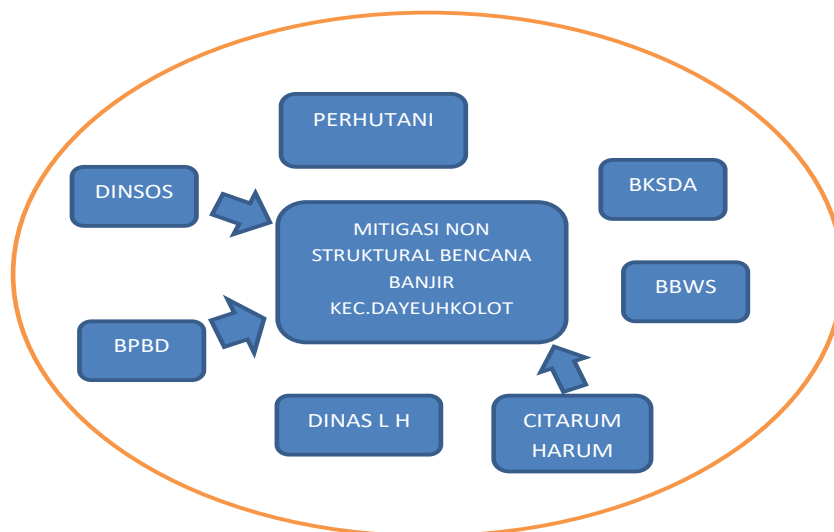 PERHUTANI
DINSOS
BKSDA
MITIGASI NON
STRUKTURAL BENCANA
BANJIR
KEC.DAYEUHKOLOT
BBWS
BPBD
DINAS L H
CITARUM
HARUM